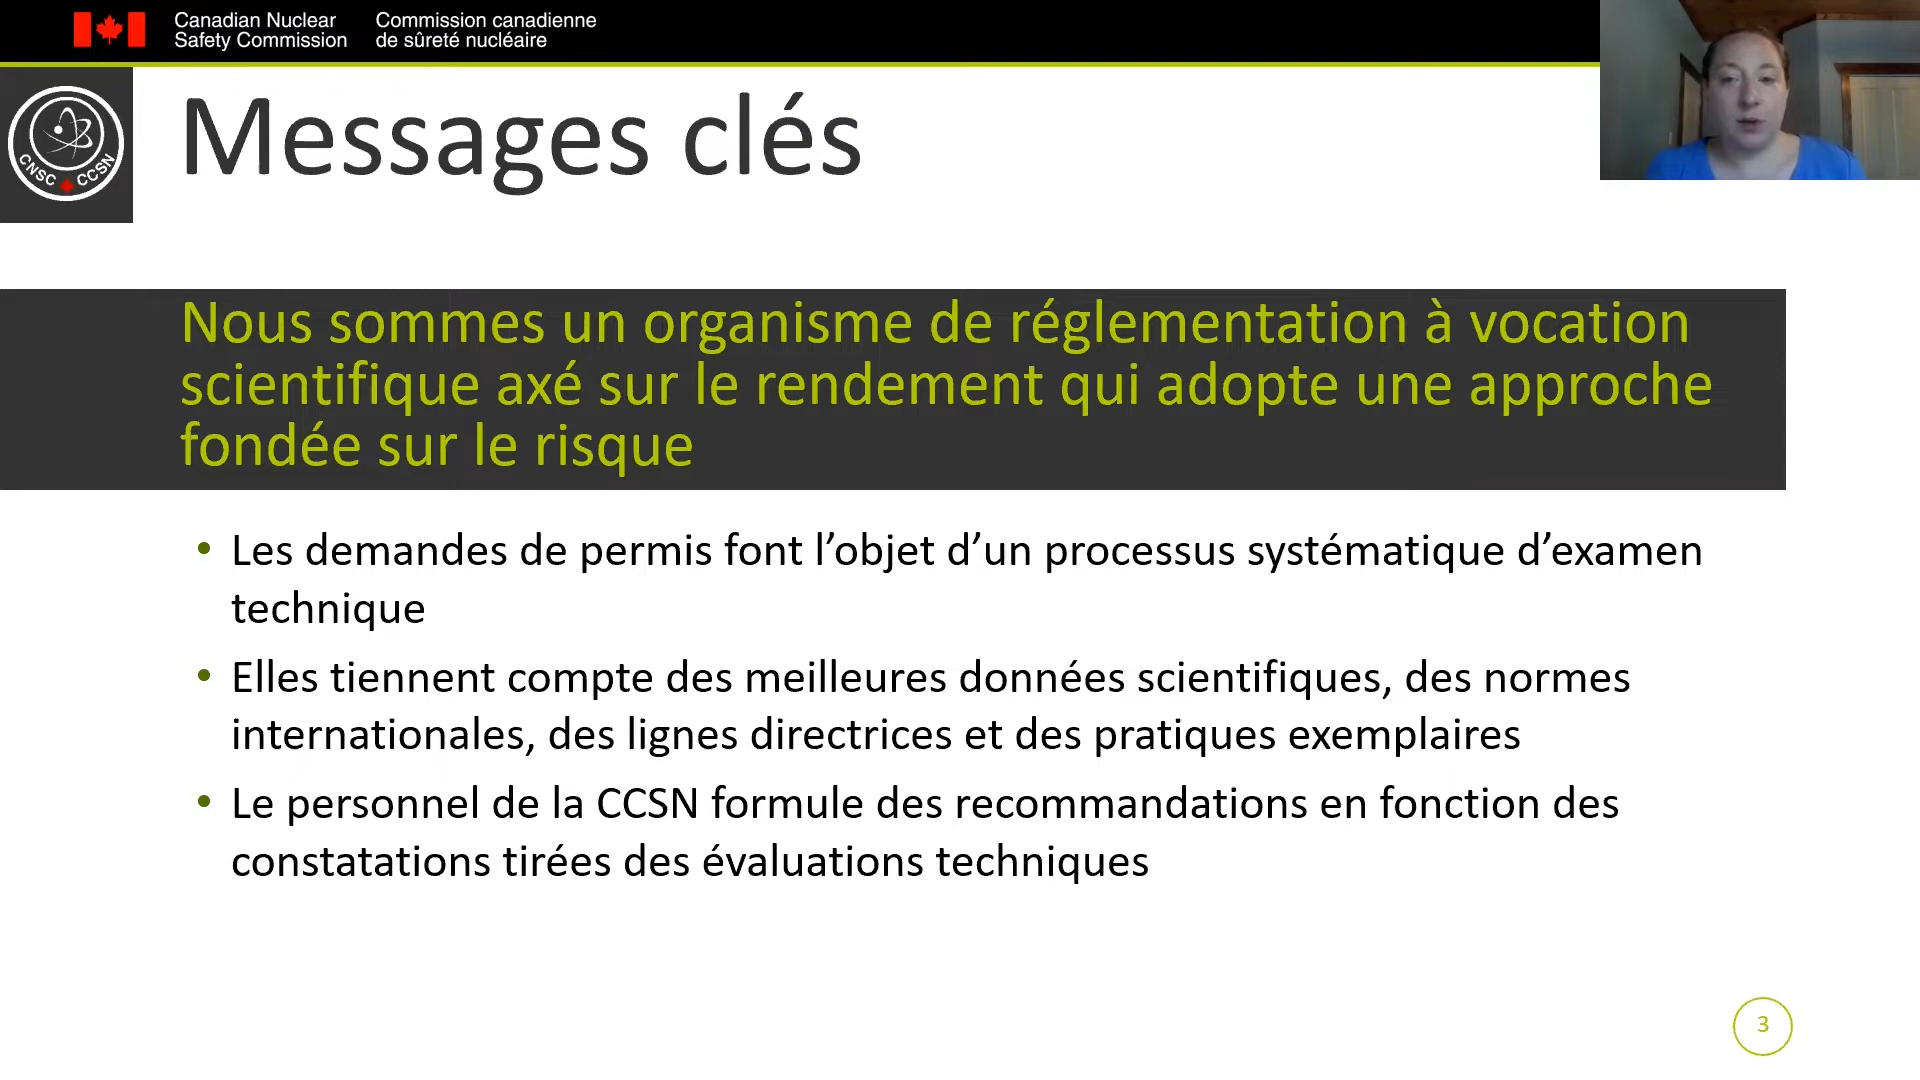 Canadian Nuclear
Safety Commission
Commission canadienne
de sûreté nucléaire
CNSC CCSN
Messages clés
Nous sommes un organisme de réglementation à vocation
scientifique axé sur le rendement qui adopte une approche
fondée sur le risque
• Les demandes de permis font l’objet d’un processus systématique d’examen
technique
• Elles tiennent compte des meilleures données scientifiques, des normes
internationales, des lignes directrices et des pratiques exemplaires
• Le personnel de la CCSN formule des recommandations en fonction des
constatations tirées des évaluations techniques
3